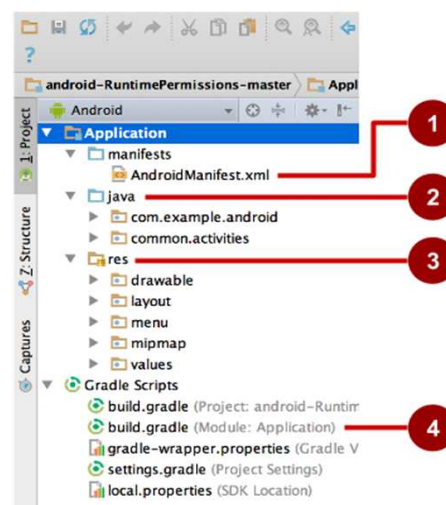 ?
android-RuntimePermissions-master Appl
Android
1: Project
Application
manifests
AndroidManifest.xml
1
java
2
com.example.android
common.activities
Z: Structure
res
3
drawable
layout
menu
mipmap
values
Captures
Gradle Scripts
build.gradle (Project: android-Runtim
build.gradle (Module: Application)
4
gradle-wrapper.properties (Gradle V
settings.gradle (Project Settings)
local.properties (SDK Location)